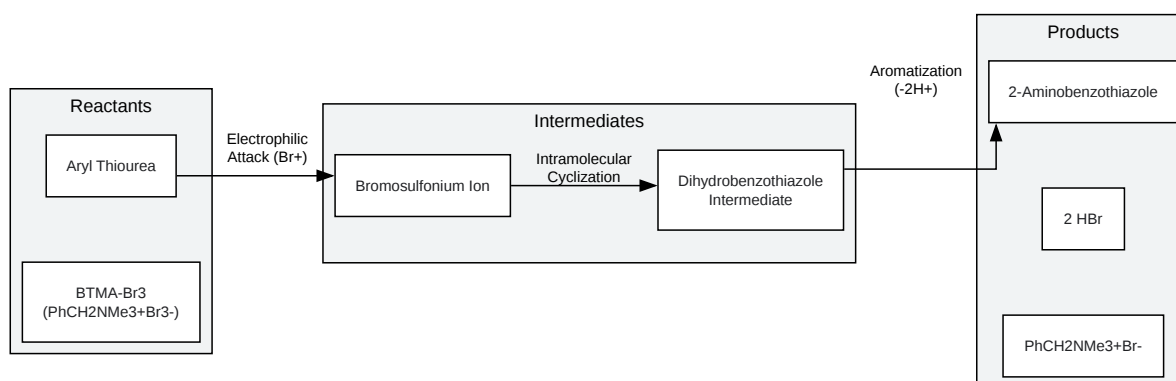 Reactants
Aryl Thiourea
BTMA-Br3
(PhCH2NMe3+Br3-)
Electrophilic
Attack (Br+)
Intermediates
Bromosulfonium Ion
Intramolecular
Cyclization
Dihydrobenzothiazole
Intermediate
Aromatization
(-2H+)
Products
2-Aminobenzothiazole
2 HBr
PhCH2NMe3+Br-